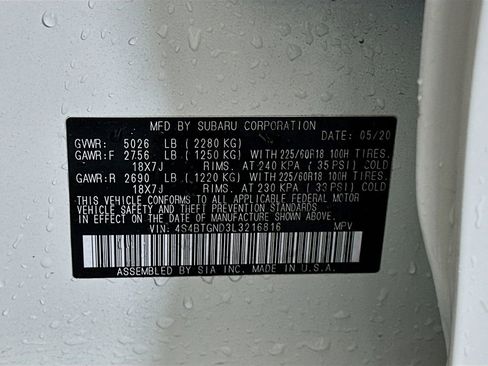 MFD BY SUBARU CORPORATION
DATE: 05/20
GVWR: 5026 LB (2280 KG)
GAWR:F 2756 LB (1250 KG) WITH 225/60R18 100H TIRES.
18X7J RIMS. AT 240 KPA (35 PSI) COLD
GAWR:R 2690 LB (1220 KG) WITH 225/60R18 100H TIRES.
18X7J RIMS. AT 230 KPA (33 PSI) COLD
THIS VEHICLE CONFORMS TO ALL APPLICABLE FEDERAL MOTOR
VEHICLE SAFETY, BUMPER, AND THEFT PREVENTION STANDARDS
IN EFFECT ON THE DATE OF MANUFACTURE SHOWN ABOVE.
VIN: 4S4BTGND3L3216816 MPV
ASSEMBLED BY SIA INC. MADE IN U.S.A.